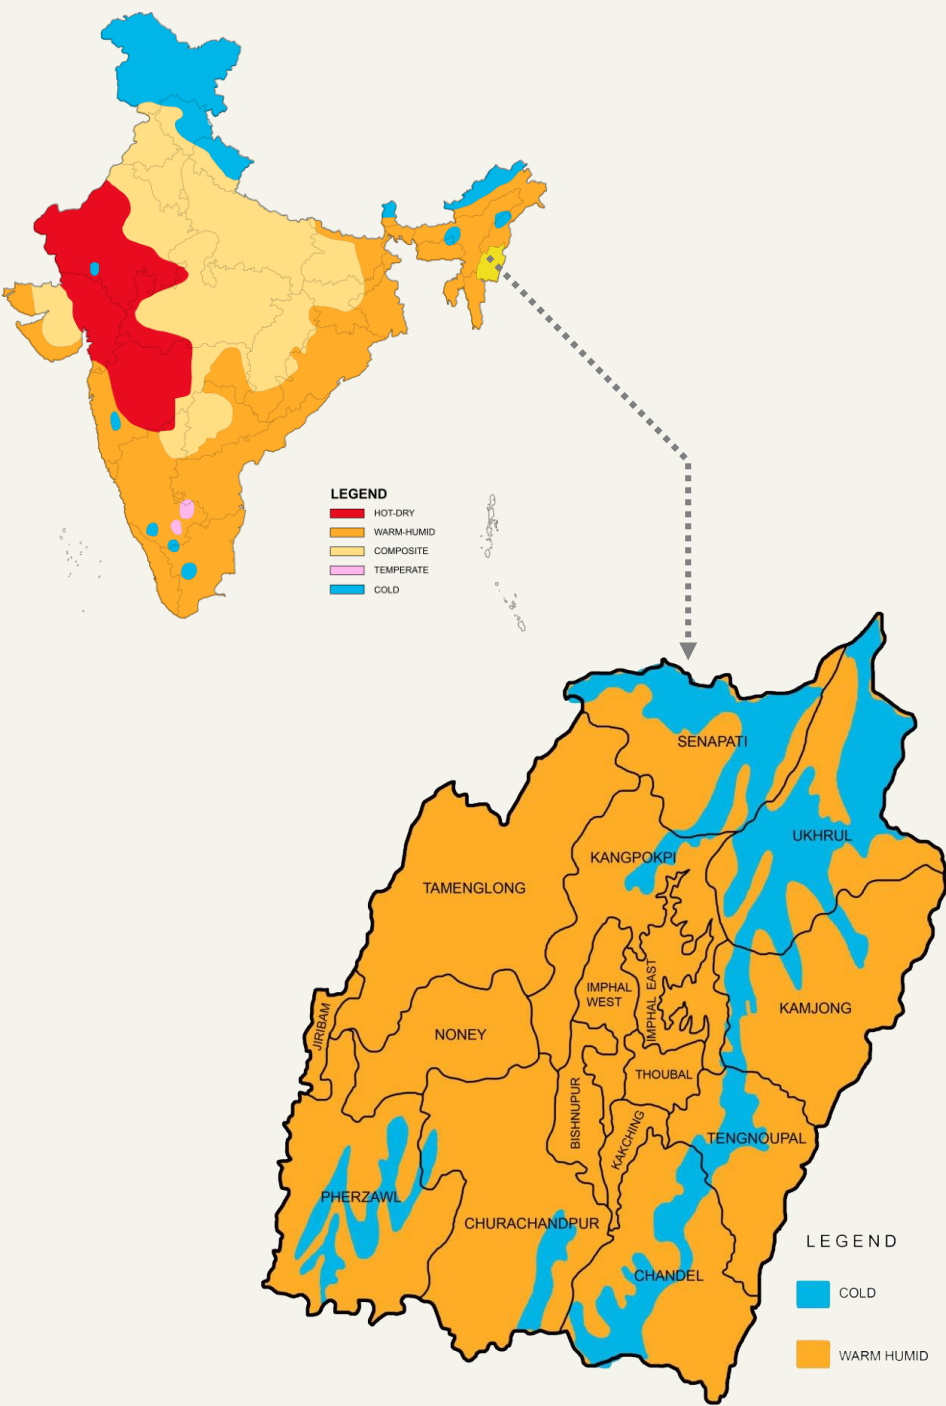 LEGEND
HOT-DRY
WARM-HUMID
COMPOSITE
TEMPERATE
COLD
SENAPATI
UKHRUL
KANGPOKPI
TAMENGLONG
IMPHAL
WEST
IMPHAL EAST
KAMJONG
JIRIBAM
NONEY
THOUBAL
BISHNUPUR
KAKCHING
TENGNOUPAL
PHERZAWL
CHURACHANDPUR
CHANDEL
LEGEND
COLD
WARM HUMID